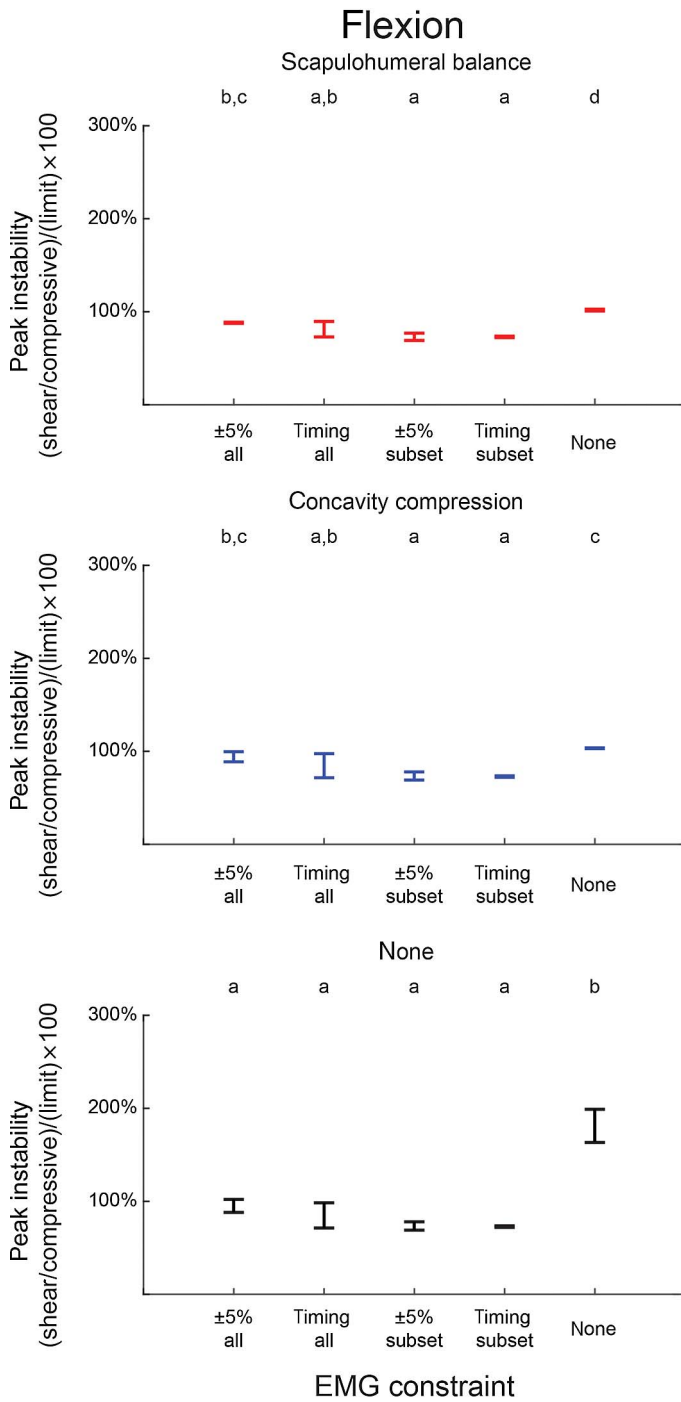 Flexion
Scapulohumeral balance
b,c a,b a a d
Peak instability
(shear/compressive)/(limit)×100
300%
200%
100%
±5% Timing ±5% Timing None
all all subset subset
Concavity compression
b,c a,b a a c
Peak instability
(shear/compressive)/(limit)×100
300%
200%
100%
±5% Timing ±5% Timing None
all all subset subset
None
a a a a b
Peak instability
(shear/compressive)/(limit)×100
300%
200%
100%
±5% Timing ±5% Timing None
all all subset subset
EMG constraint